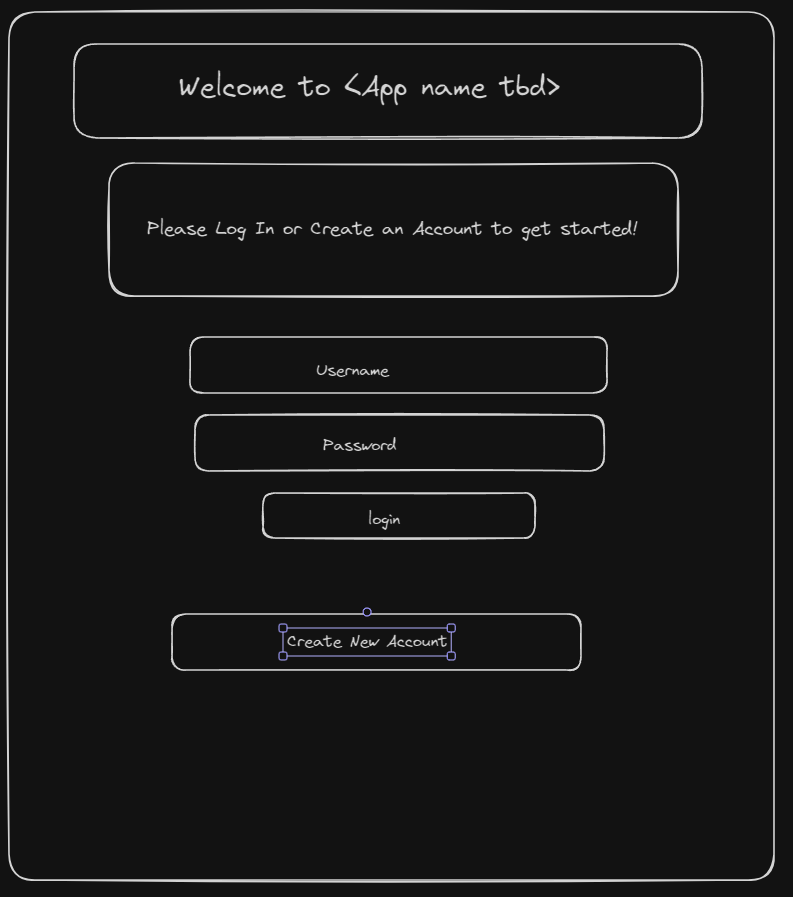 Welcome to <App name tbd>
Please Log In or Create an Account to get started!
Username
Password
login
Create New Account